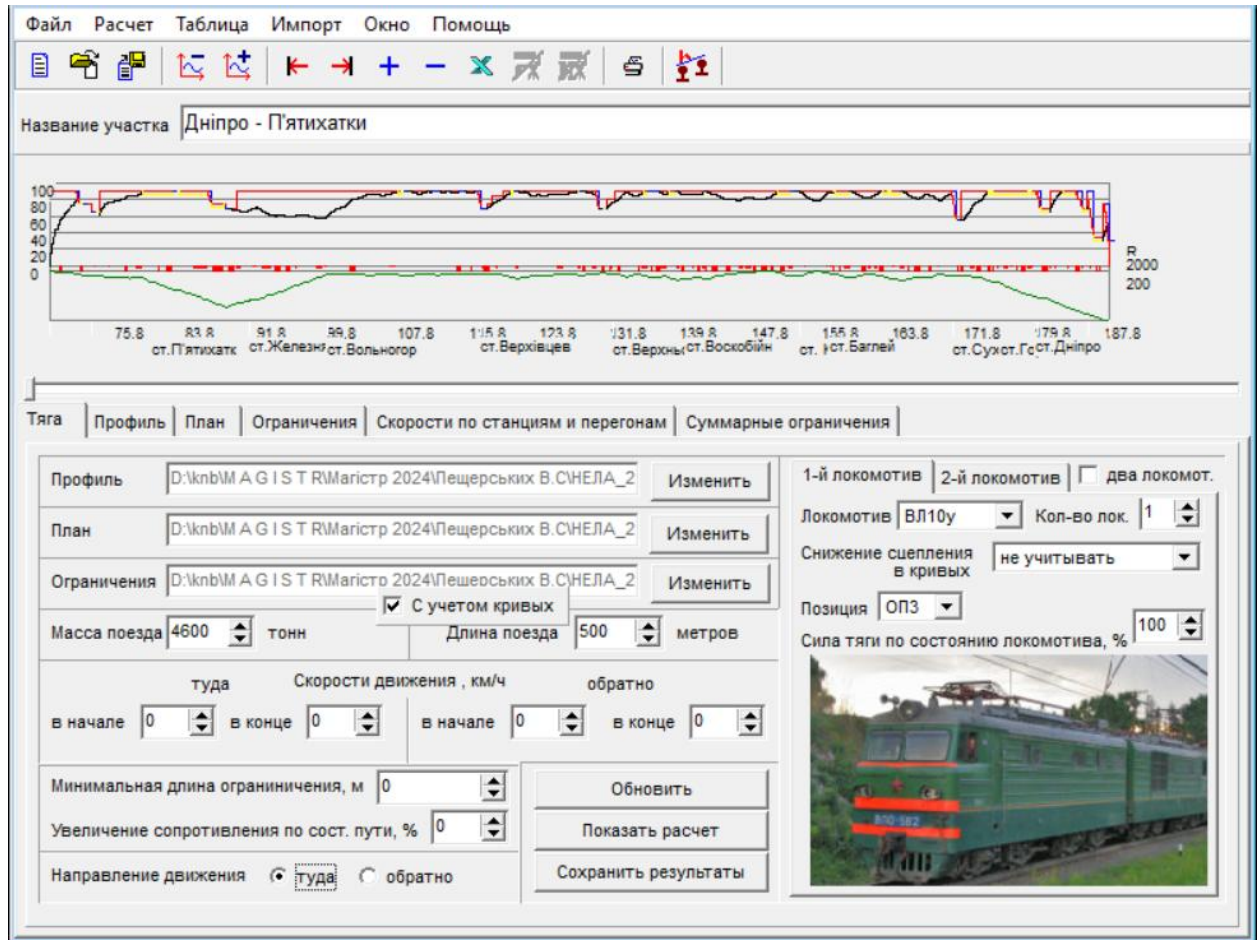 Файл Расчет Таблица Импорт Окно Помощь
Название участка Дніпро - П'ятихатки
100
80
60
40
20
0
R
2000
200
75.8 83.8 91.8 99.8 107.8 115.8 123.8 131.8 139.8 147.8 155.8 163.8 171.8 179.8 187.8
ст.П'ятихатк ст.Железня ст.Вольногор ст.Верхівцев ст.Верхны ст.Воскобійн ст. ст.Баглей ст.Сух ст.Го ст.Дніпро
Тяга Профиль План Ограничения Скорости по станциям и перегонам Суммарные ограничения
Профиль D:\knb\M A G I S T R\Магістр 2024\Пещерських В.С\НЕЛА_2 Изменить
План D:\knb\M A G I S T R\Магістр 2024\Пещерських В.С\НЕЛА_2 Изменить
Ограничения D:\knb\M A G I S T R\Магістр 2024\Пещерських В.С\НЕЛА_2 Изменить
С учетом кривых
Масса поезда 4600 тонн Длина поезда 500 метров
туда Скорости движения , км/ч обратно
в начале 0 в конце 0 в начале 0 в конце 0
Минимальная длина ограниничения, м 0
Увеличение сопротивления по сост. пути, % 0
Направление движения туда обратно
Обновить
Показать расчет
Сохранить результаты
1-й локомотив 2-й локомотив два локомот.
Локомотив ВЛ10у Кол-во лок. 1
Снижение сцепления
в кривых не учитывать
Позиция ОП3
Сила тяги по состоянию локомотива, % 100
ВЛ10-582